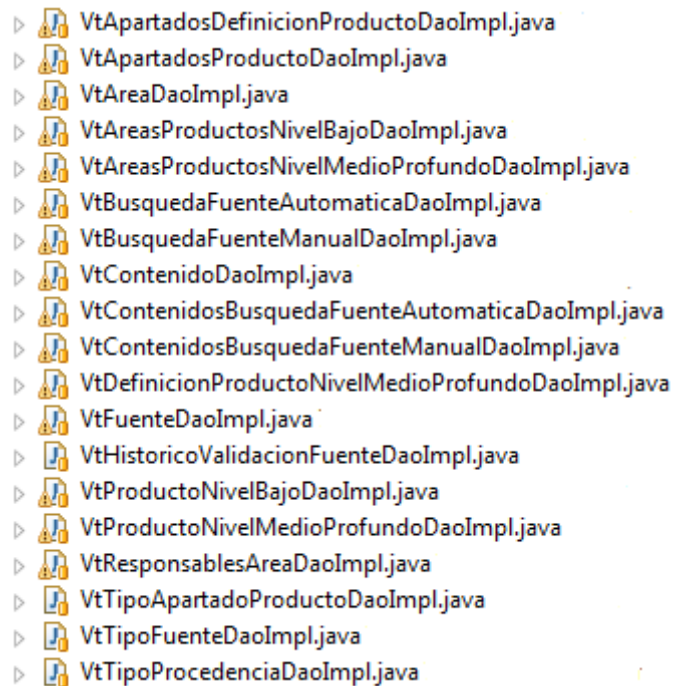 VtApartadosDefinicionProductoDaoImpl.java
VtApartadosProductoDaoImpl.java
VtAreaDaoImpl.java
VtAreasProductosNivelBajoDaoImpl.java
VtAreasProductosNivelMedioProfundoDaoImpl.java
VtBusquedaFuenteAutomaticaDaoImpl.java
VtBusquedaFuenteManualDaoImpl.java
VtContenidoDaoImpl.java
VtContenidosBusquedaFuenteAutomaticaDaoImpl.java
VtContenidosBusquedaFuenteManualDaoImpl.java
VtDefinicionProductoNivelMedioProfundoDaoImpl.java
VtFuenteDaoImpl.java
VtHistoricoValidacionFuenteDaoImpl.java
VtProductoNivelBajoDaoImpl.java
VtProductoNivelMedioProfundoDaoImpl.java
VtResponsablesAreaDaoImpl.java
VtTipoApartadoProductoDaoImpl.java
VtTipoFuenteDaoImpl.java
VtTipoProcedenciaDaoImpl.java